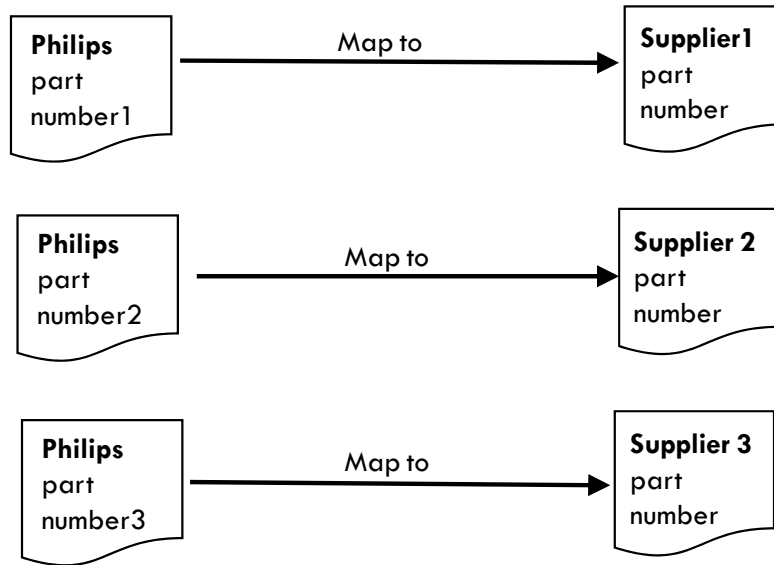 Philips
part
number1
Map to
Supplier1
part
number
Philips
part
number2
Map to
Supplier 2
part
number
Philips
part
number3
Map to
Supplier 3
part
number